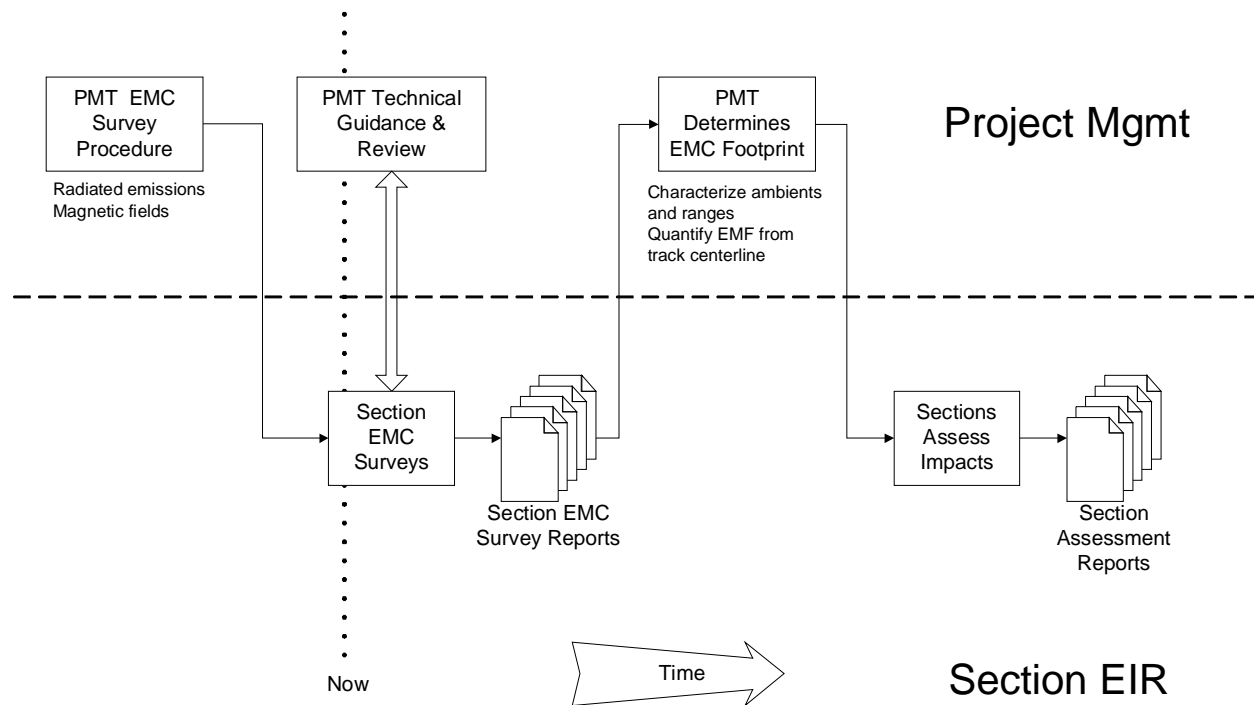 PMT EMC
Survey
Procedure
Radiated emissions
Magnetic fields
PMT Technical
Guidance &
Review
PMT
Determines
EMC Footprint
Characterize ambients
and ranges
Quantify EMF from
track centerline
Project Mgmt
Section
EMC
Surveys
Section EMC
Survey Reports
Sections
Assess
Impacts
Section
Assessment
Reports
Now
Time
Section EIR